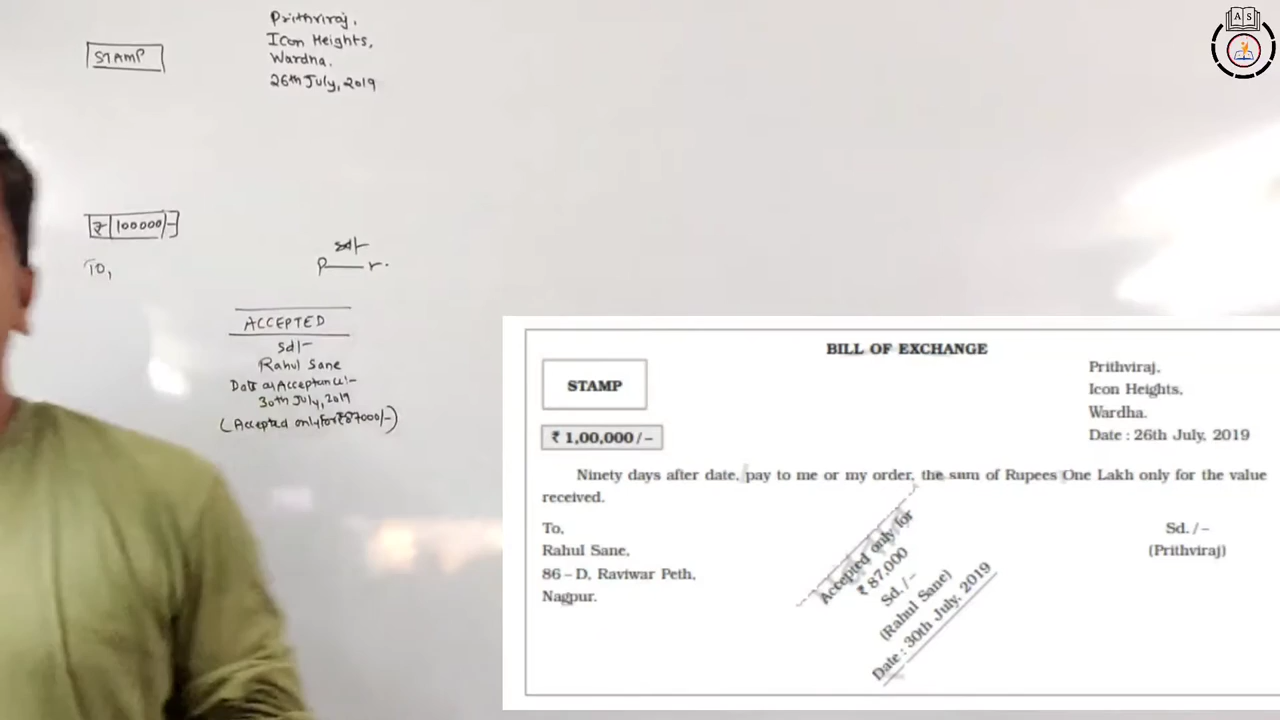 Prithviraj,
Icon Heights,
Wardha.
26th July, 2019
STAMP
₹ 100000/-
TO,
sd/-
P——r.
ACCEPTED
sd/-
Rahul Sane
Date of Acceptance:-
30th July, 2019
(Accepted only for ₹87000/-)
AS
BILL OF EXCHANGE
STAMP
Prithviraj,
Icon Heights,
Wardha.
Date : 26th July, 2019
₹ 1,00,000/-
Ninety days after date, pay to me or my order, the sum of Rupees One Lakh only for the value
received.
To,
Rahul Sane,
86 – D, Raviwar Peth,
Nagpur.
Accepted only for
₹ 87,000
Sd./-
(Rahul Sane)
Date : 30th July, 2019
Sd./-
(Prithviraj)